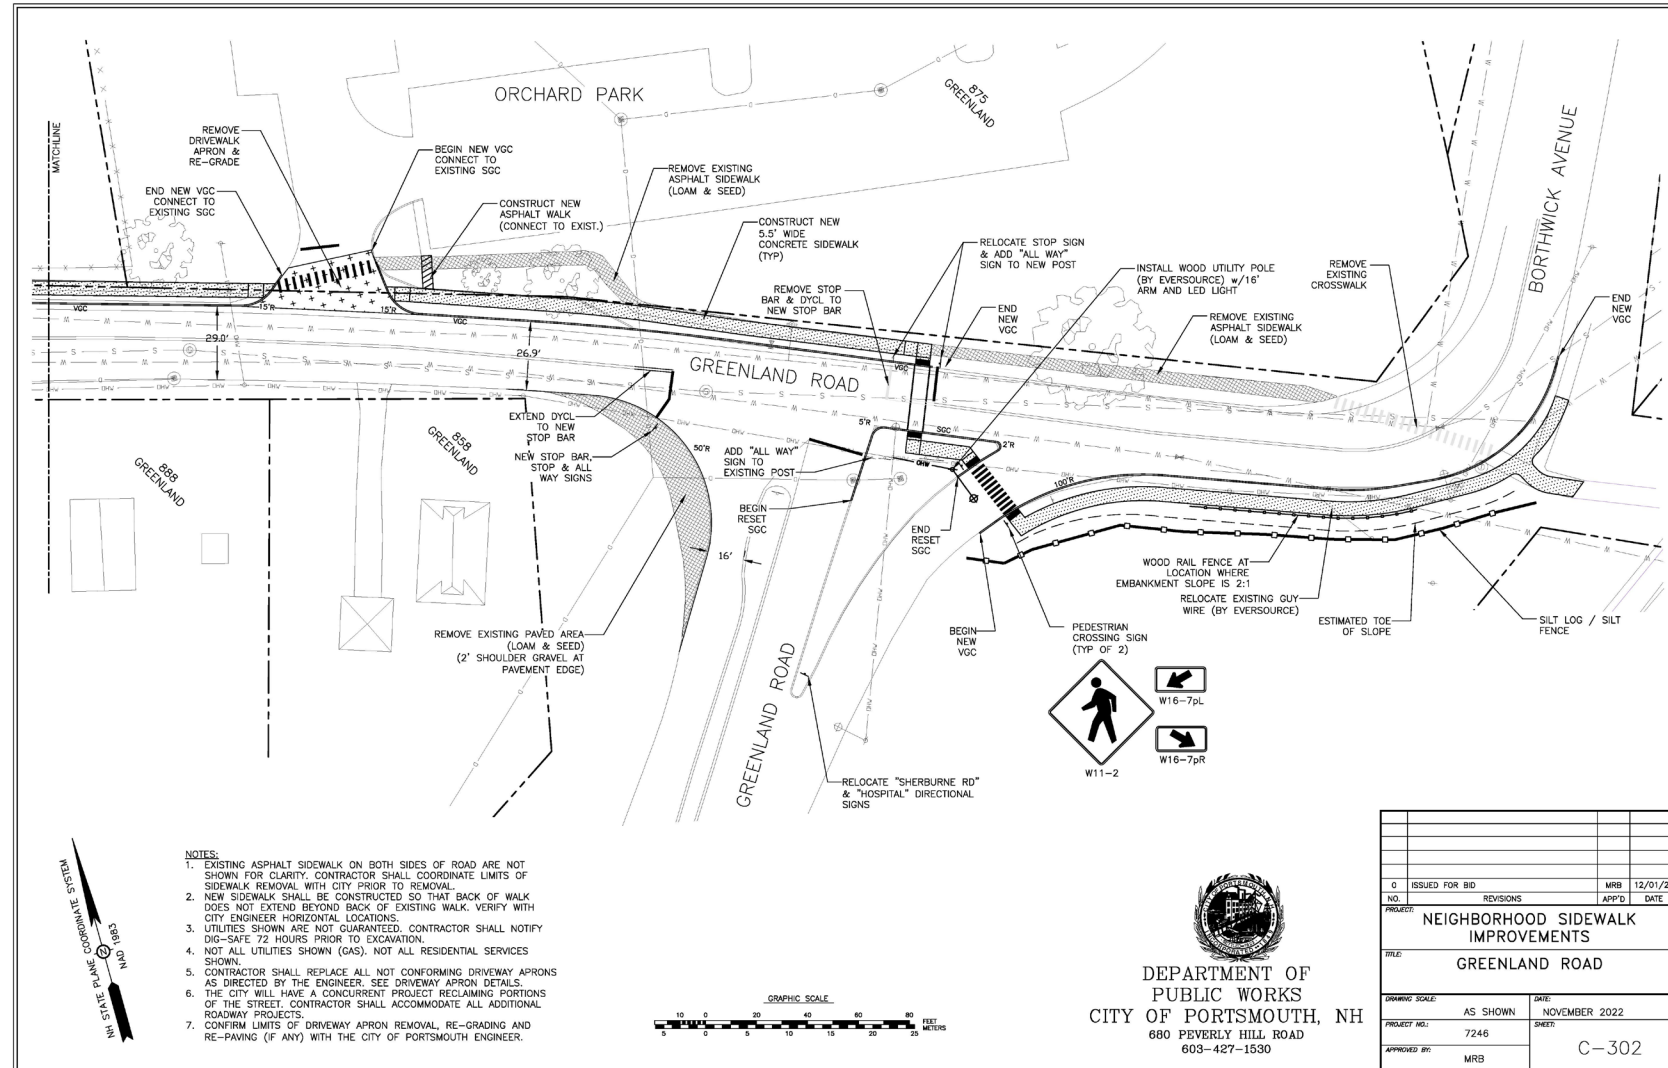 ORCHARD PARK
875
GREENLAND
BORTHWICK AVENUE
MATCHLINE
REMOVE
DRIVEWALK
APRON &
RE-GRADE
BEGIN NEW VGC
CONNECT TO
EXISTING SGC
END NEW VGC
CONNECT TO
EXISTING SGC
REMOVE EXISTING
ASPHALT SIDEWALK
(LOAM & SEED)
CONSTRUCT NEW
ASPHALT WALK
(CONNECT TO EXIST.)
CONSTRUCT NEW
5.5' WIDE
CONCRETE SIDEWALK
(TYP)
RELOCATE STOP SIGN
& ADD "ALL WAY"
SIGN TO NEW POST
INSTALL WOOD UTILITY POLE
(BY EVERSOURCE) w/16'
ARM AND LED LIGHT
REMOVE
EXISTING
CROSSWALK
REMOVE STOP
BAR & DYCL TO
NEW STOP BAR
END
NEW
VGC
REMOVE EXISTING
ASPHALT SIDEWALK
(LOAM & SEED)
END
NEW
VGC
VGC
15'R
15'R
VGC
29.0'
26.9'
GREENLAND ROAD
VGC
EXTEND DYCL
TO NEW
STOP BAR
NEW STOP BAR,
STOP & ALL
WAY SIGNS
858
GREENLAND
888
GREENLAND
50'R
5'R
SGC
2'R
ADD "ALL WAY"
SIGN TO
EXISTING POST
OHW
100'R
BEGIN
RESET
SGC
END
RESET
SGC
16'
WOOD RAIL FENCE AT
LOCATION WHERE
EMBANKMENT SLOPE IS 2:1
RELOCATE EXISTING GUY
WIRE (BY EVERSOURCE)
ESTIMATED TOE
OF SLOPE
SILT LOG / SILT
FENCE
REMOVE EXISTING PAVED AREA
(LOAM & SEED)
(2' SHOULDER GRAVEL AT
PAVEMENT EDGE)
BEGIN
NEW
VGC
PEDESTRIAN
CROSSING SIGN
(TYP OF 2)
W16-7pL
W16-7pR
W11-2
GREENLAND ROAD
RELOCATE "SHERBURNE RD"
& "HOSPITAL" DIRECTIONAL
SIGNS
NH STATE PLANE COORDINATE SYSTEM
NAD 1983
N
NOTES:
1. EXISTING ASPHALT SIDEWALK ON BOTH SIDES OF ROAD ARE NOT
SHOWN FOR CLARITY. CONTRACTOR SHALL COORDINATE LIMITS OF
SIDEWALK REMOVAL WITH CITY PRIOR TO REMOVAL.
2. NEW SIDEWALK SHALL BE CONSTRUCTED SO THAT BACK OF WALK
DOES NOT EXTEND BEYOND BACK OF EXISTING WALK. VERIFY WITH
CITY ENGINEER HORIZONTAL LOCATIONS.
3. UTILITIES SHOWN ARE NOT GUARANTEED. CONTRACTOR SHALL NOTIFY
DIG-SAFE 72 HOURS PRIOR TO EXCAVATION.
4. NOT ALL UTILITIES SHOWN (GAS). NOT ALL RESIDENTIAL SERVICES
SHOWN.
5. CONTRACTOR SHALL REPLACE ALL NOT CONFORMING DRIVEWAY APRONS
AS DIRECTED BY THE ENGINEER. SEE DRIVEWAY APRON DETAILS.
6. THE CITY WILL HAVE A CONCURRENT PROJECT RECLAIMING PORTIONS
OF THE STREET. CONTRACTOR SHALL ACCOMMODATE ALL ADDITIONAL
ROADWAY PROJECTS.
7. CONFIRM LIMITS OF DRIVEWAY APRON REMOVAL, RE-GRADING AND
RE-PAVING (IF ANY) WITH THE CITY OF PORTSMOUTH ENGINEER.
GRAPHIC SCALE
10 0 20 40 60 80 FEET
5 0 5 10 15 20 25 METERS
DEPARTMENT OF
PUBLIC WORKS
CITY OF PORTSMOUTH, NH
680 PEVERLY HILL ROAD
603-427-1530
0 ISSUED FOR BID MRB 12/01/2
NO. REVISIONS APP'D DATE
PROJECT:
NEIGHBORHOOD SIDEWALK
IMPROVEMENTS
TITLE:
GREENLAND ROAD
DRAWING SCALE: AS SHOWN
DATE: NOVEMBER 2022
PROJECT NO.: 7246
SHEET: C-302
APPROVED BY: MRB